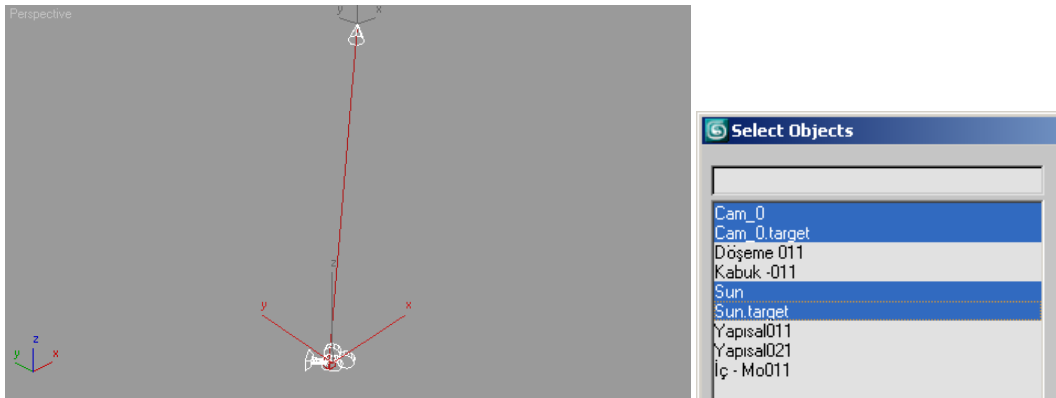 Perspective
y x
z
y x
z
y x
Select Objects
Cam_0
Cam_0.target
Döşeme 011
Kabuk -011
Sun
Sun.target
Yapısal011
Yapısal021
İç - Mo011